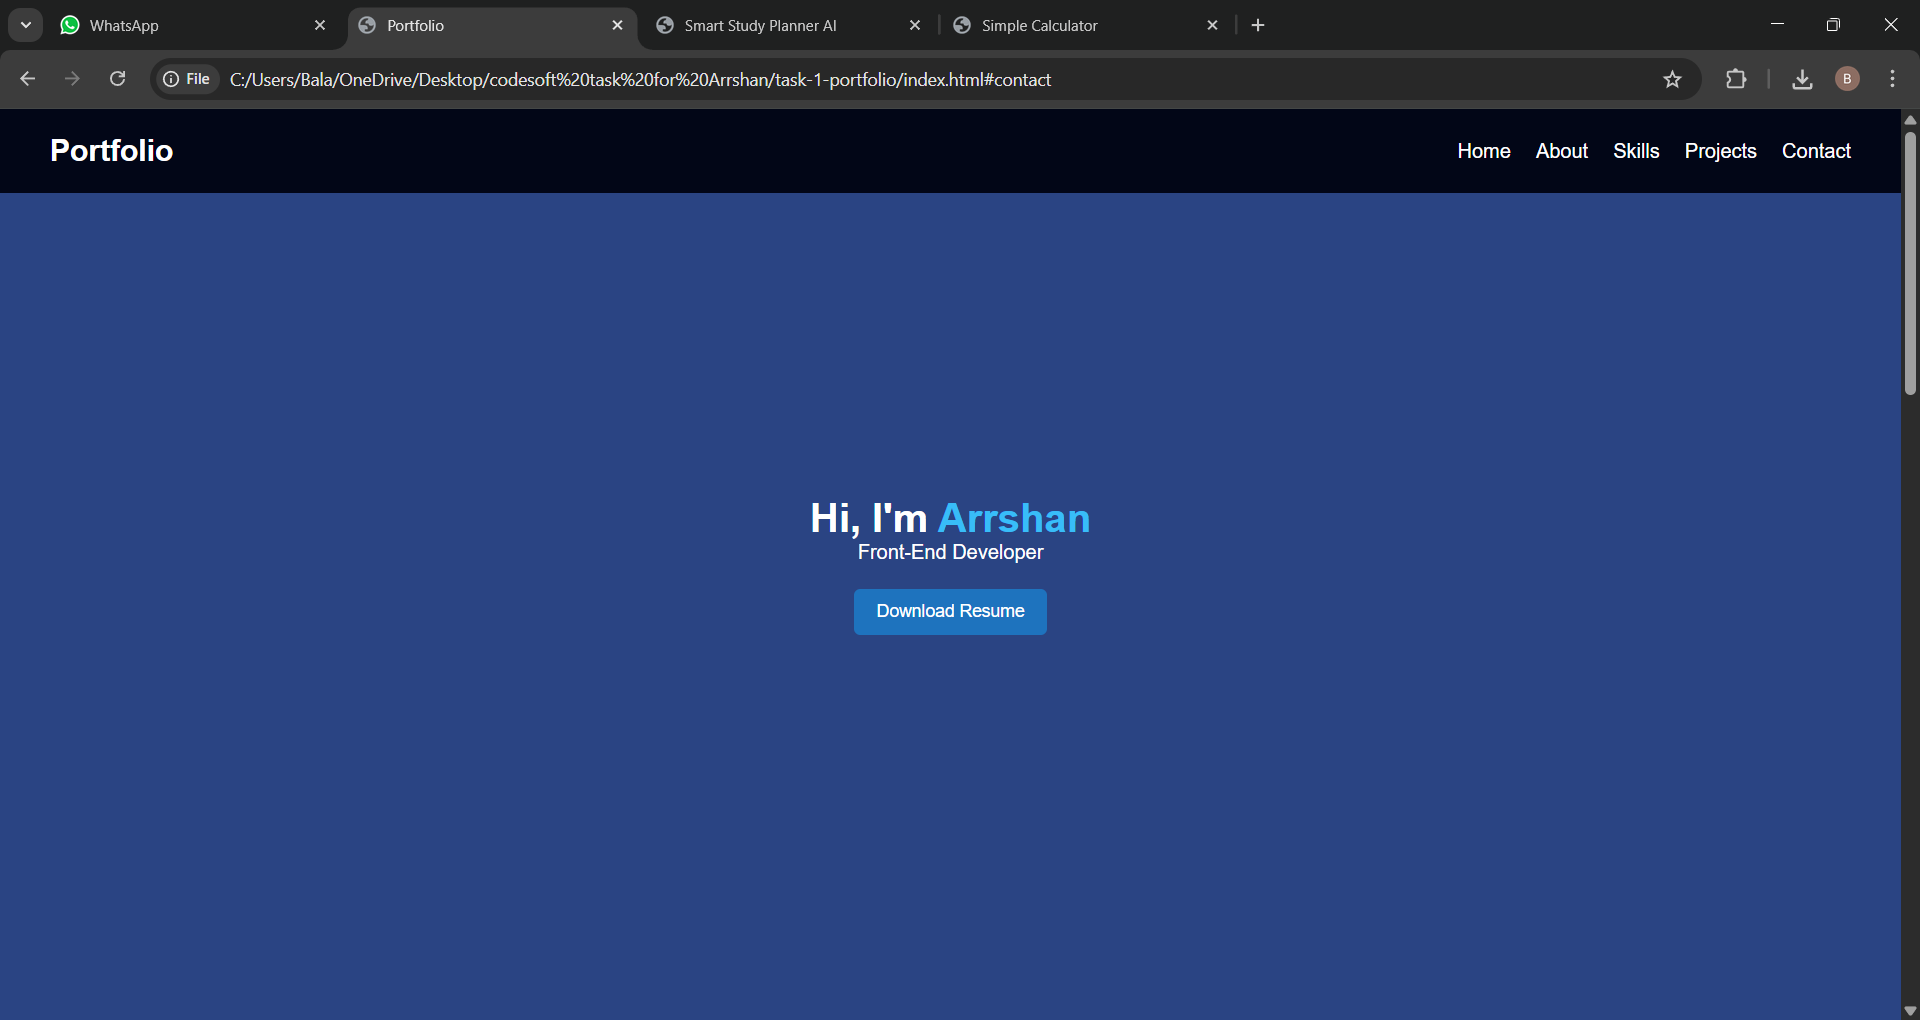 WhatsApp
Portfolio
Smart Study Planner AI
Simple Calculator
File
C:/Users/Bala/OneDrive/Desktop/codesoft%20task%20for%20Arrshan/task-1-portfolio/index.html#contact
B
Portfolio
Home
About
Skills
Projects
Contact
Hi, I'm Arrshan
Front-End Developer
Download Resume